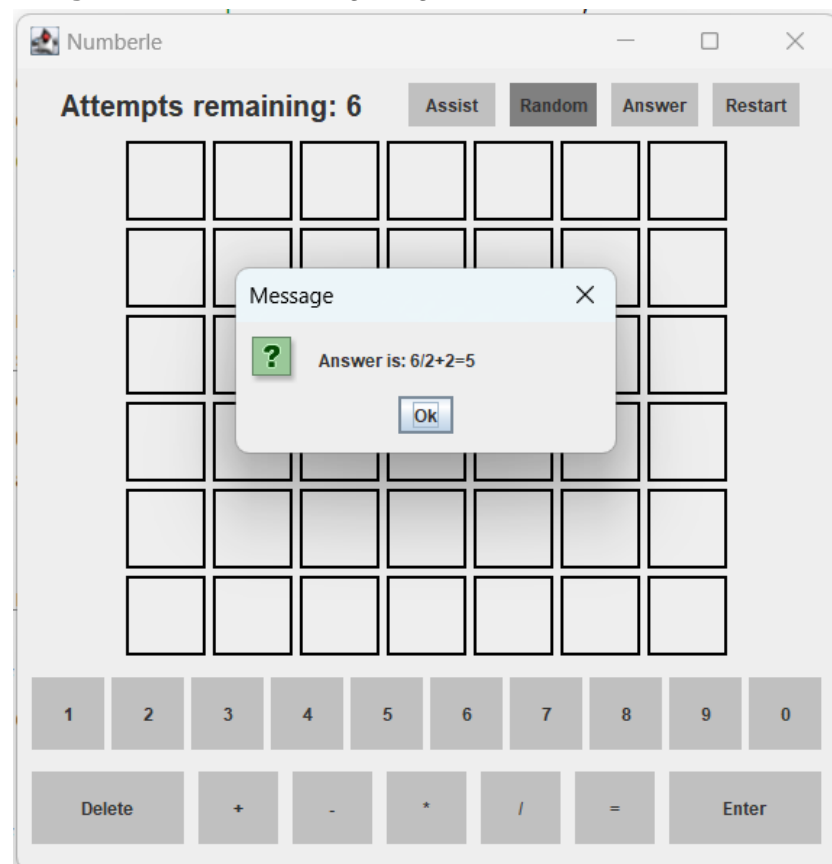 Numberle
Attempts remaining: 6 Assist Random Answer Restart
Message
? Answer is: 6/2+2=5
Ok
1 2 3 4 5 6 7 8 9 0
Delete + - * / = Enter